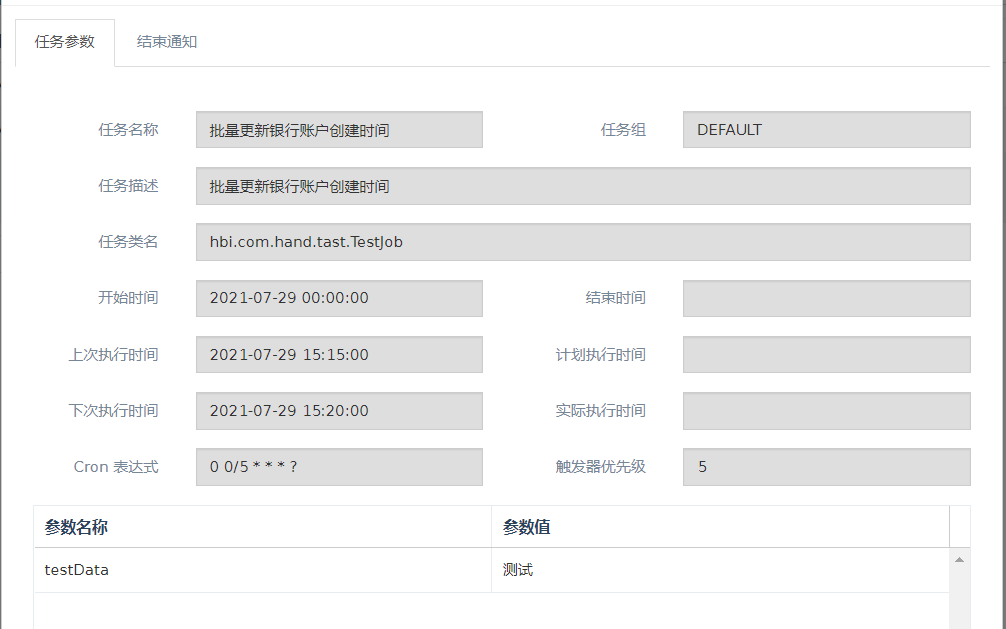 任务参数 结束通知
任务名称 批量更新银行账户创建时间 任务组 DEFAULT
任务描述 批量更新银行账户创建时间
任务类名 hbi.com.hand.tast.TestJob
开始时间 2021-07-29 00:00:00 结束时间
上次执行时间 2021-07-29 15:15:00 计划执行时间
下次执行时间 2021-07-29 15:20:00 实际执行时间
Cron 表达式 0 0/5 * * * ? 触发器优先级 5
参数名称 参数值
testData 测试